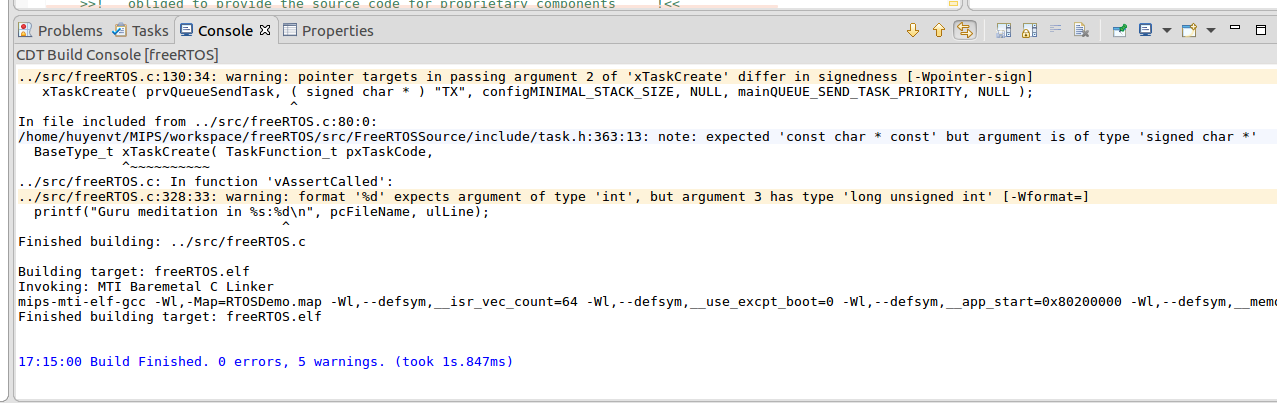 >>!   obliged to provide the source code for proprietary components     !<<
Problems Tasks Console Properties
CDT Build Console [freeRTOS]
../src/freeRTOS.c:130:34: warning: pointer targets in passing argument 2 of 'xTaskCreate' differ in signedness [-Wpointer-sign]
   xTaskCreate( prvQueueSendTask, ( signed char * ) "TX", configMINIMAL_STACK_SIZE, NULL, mainQUEUE_SEND_TASK_PRIORITY, NULL );
                                  ^
In file included from ../src/freeRTOS.c:80:0:
/home/huyenvt/MIPS/workspace/freeRTOS/src/FreeRTOSSource/include/task.h:363:13: note: expected 'const char * const' but argument is of type 'signed char *'
  BaseType_t xTaskCreate( TaskFunction_t pxTaskCode,
             ^~~~~~~~~~~
../src/freeRTOS.c: In function 'vAssertCalled':
../src/freeRTOS.c:328:33: warning: format '%d' expects argument of type 'int', but argument 3 has type 'long unsigned int' [-Wformat=]
  printf("Guru meditation in %s:%d\n", pcFileName, ulLine);
                                 ^
Finished building: ../src/freeRTOS.c
Building target: freeRTOS.elf
Invoking: MTI Baremetal C Linker
mips-mti-elf-gcc -Wl,-Map=RTOSDemo.map -Wl,--defsym,__isr_vec_count=64 -Wl,--defsym,__use_excpt_boot=0 -Wl,--defsym,__app_start=0x80200000 -Wl,--defsym,__memo
Finished building target: freeRTOS.elf
17:15:00 Build Finished. 0 errors, 5 warnings. (took 1s.847ms)